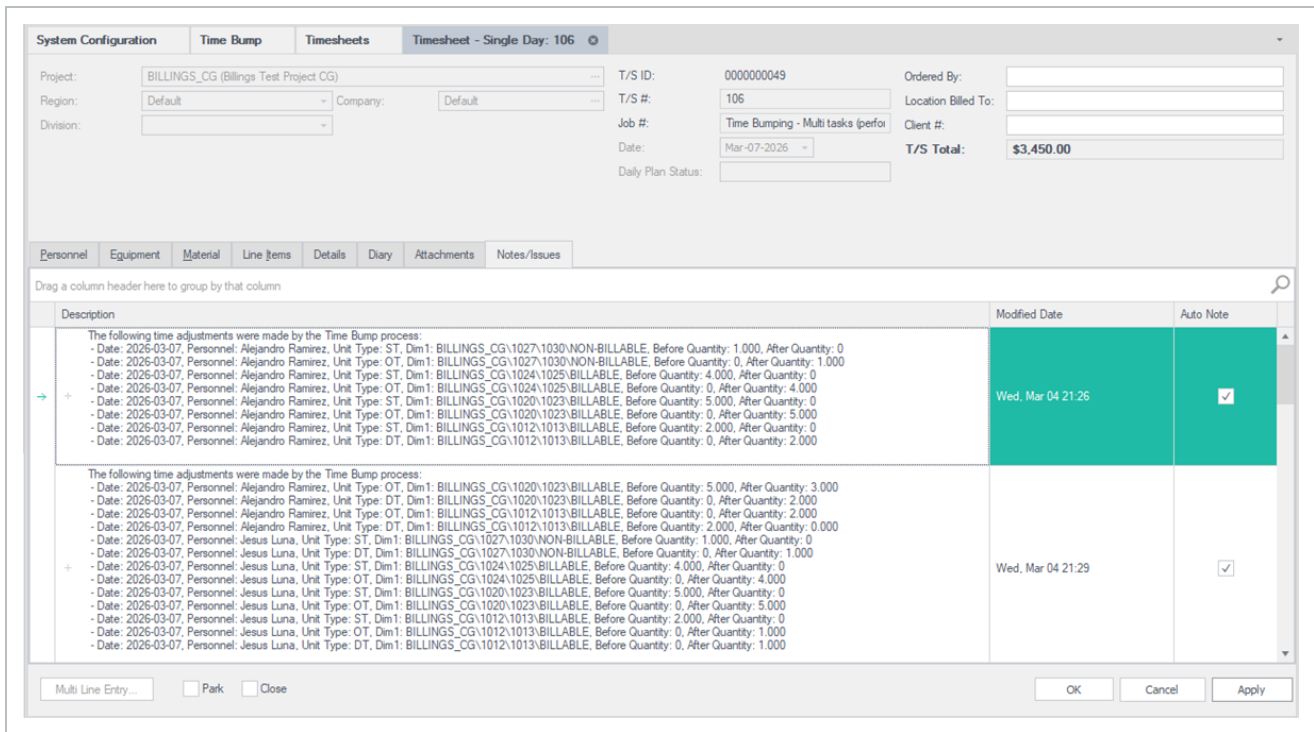 System Configuration Time Bump Timesheets Timesheet - Single Day: 106
Project: BILLINGS_CG (Billings Test Project CG) T/S ID: 0000000049 Ordered By:
Region: Default Company: Default T/S #: 106 Location Billed To:
Division: Job #: Time Bumping - Multi tasks (perfor Client #:
Date: Mar-07-2026 T/S Total: $3,450.00
Daily Plan Status:
Personnel Equipment Material Line Items Details Diary Attachments Notes/Issues
Drag a column header here to group by that column
Description Modified Date Auto Note
The following time adjustments were made by the Time Bump process:
- Date: 2026-03-07, Personnel: Alejandro Ramirez, Unit Type: ST, Dim1: BILLINGS_CG\1027\1030\NON-BILLABLE, Before Quantity: 1.000, After Quantity: 0
- Date: 2026-03-07, Personnel: Alejandro Ramirez, Unit Type: OT, Dim1: BILLINGS_CG\1027\1030\NON-BILLABLE, Before Quantity: 0, After Quantity: 1.000
- Date: 2026-03-07, Personnel: Alejandro Ramirez, Unit Type: ST, Dim1: BILLINGS_CG\1024\1025\BILLABLE, Before Quantity: 4.000, After Quantity: 0
- Date: 2026-03-07, Personnel: Alejandro Ramirez, Unit Type: OT, Dim1: BILLINGS_CG\1024\1025\BILLABLE, Before Quantity: 0, After Quantity: 4.000
- Date: 2026-03-07, Personnel: Alejandro Ramirez, Unit Type: ST, Dim1: BILLINGS_CG\1020\1023\BILLABLE, Before Quantity: 5.000, After Quantity: 0
- Date: 2026-03-07, Personnel: Alejandro Ramirez, Unit Type: OT, Dim1: BILLINGS_CG\1020\1023\BILLABLE, Before Quantity: 0, After Quantity: 5.000
- Date: 2026-03-07, Personnel: Alejandro Ramirez, Unit Type: ST, Dim1: BILLINGS_CG\1012\1013\BILLABLE, Before Quantity: 2.000, After Quantity: 0
- Date: 2026-03-07, Personnel: Alejandro Ramirez, Unit Type: DT, Dim1: BILLINGS_CG\1012\1013\BILLABLE, Before Quantity: 0, After Quantity: 2.000
Wed, Mar 04 21:26
The following time adjustments were made by the Time Bump process:
- Date: 2026-03-07, Personnel: Alejandro Ramirez, Unit Type: OT, Dim1: BILLINGS_CG\1020\1023\BILLABLE, Before Quantity: 5.000, After Quantity: 3.000
- Date: 2026-03-07, Personnel: Alejandro Ramirez, Unit Type: DT, Dim1: BILLINGS_CG\1020\1023\BILLABLE, Before Quantity: 0, After Quantity: 2.000
- Date: 2026-03-07, Personnel: Alejandro Ramirez, Unit Type: OT, Dim1: BILLINGS_CG\1012\1013\BILLABLE, Before Quantity: 0, After Quantity: 2.000
- Date: 2026-03-07, Personnel: Alejandro Ramirez, Unit Type: DT, Dim1: BILLINGS_CG\1012\1013\BILLABLE, Before Quantity: 2.000, After Quantity: 0.000
- Date: 2026-03-07, Personnel: Jesus Luna, Unit Type: ST, Dim1: BILLINGS_CG\1027\1030\NON-BILLABLE, Before Quantity: 1.000, After Quantity: 0
- Date: 2026-03-07, Personnel: Jesus Luna, Unit Type: DT, Dim1: BILLINGS_CG\1027\1030\NON-BILLABLE, Before Quantity: 0, After Quantity: 1.000
- Date: 2026-03-07, Personnel: Jesus Luna, Unit Type: ST, Dim1: BILLINGS_CG\1024\1025\BILLABLE, Before Quantity: 4.000, After Quantity: 0
- Date: 2026-03-07, Personnel: Jesus Luna, Unit Type: OT, Dim1: BILLINGS_CG\1024\1025\BILLABLE, Before Quantity: 0, After Quantity: 4.000
- Date: 2026-03-07, Personnel: Jesus Luna, Unit Type: ST, Dim1: BILLINGS_CG\1020\1023\BILLABLE, Before Quantity: 5.000, After Quantity: 0
- Date: 2026-03-07, Personnel: Jesus Luna, Unit Type: OT, Dim1: BILLINGS_CG\1020\1023\BILLABLE, Before Quantity: 0, After Quantity: 5.000
- Date: 2026-03-07, Personnel: Jesus Luna, Unit Type: ST, Dim1: BILLINGS_CG\1012\1013\BILLABLE, Before Quantity: 2.000, After Quantity: 0
- Date: 2026-03-07, Personnel: Jesus Luna, Unit Type: OT, Dim1: BILLINGS_CG\1012\1013\BILLABLE, Before Quantity: 0, After Quantity: 1.000
- Date: 2026-03-07, Personnel: Jesus Luna, Unit Type: DT, Dim1: BILLINGS_CG\1012\1013\BILLABLE, Before Quantity: 0, After Quantity: 1.000
Wed, Mar 04 21:29
Multi Line Entry... Park Close OK Cancel Apply